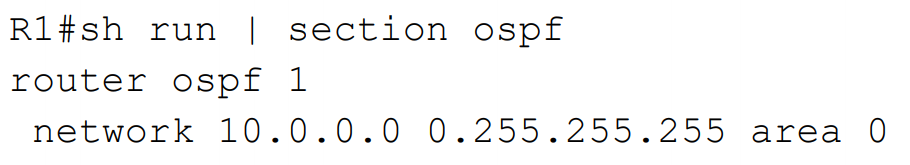 R1#sh run | section ospf
router ospf 1
 network 10.0.0.0 0.255.255.255 area 0